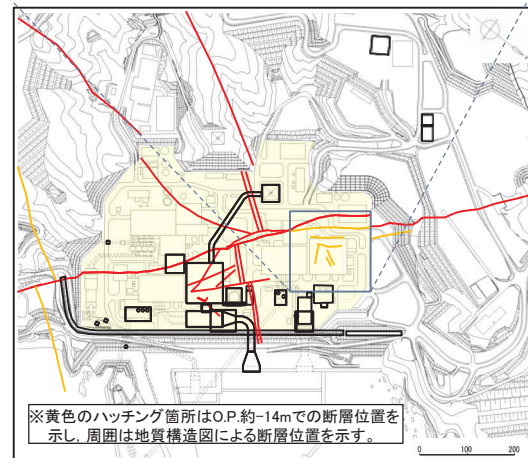 ※黄色のハッチング箇所はO.P.約-14mでの断層位置を
示し，周囲は地質構造図による断層位置を示す。
0 100 200